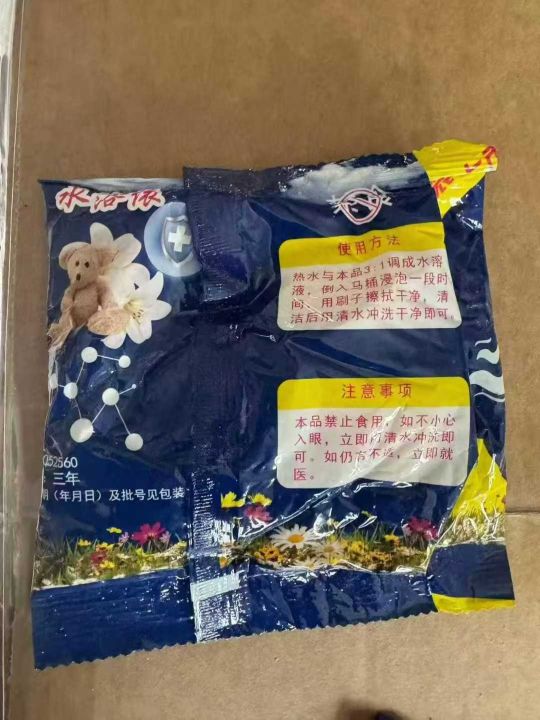 水浴依
使用方法
热水与本品3:1调成水溶
液，倒入马桶浸泡一段时
间、用刷子擦拭干净，清
洁后用清水冲洗干净即可。
注意事项
本品禁止食用，如不小心
入眼，立即用清水冲洗即
可。如仍有不适，立即就
医。
252560
三年
（年月日）及批号见包装